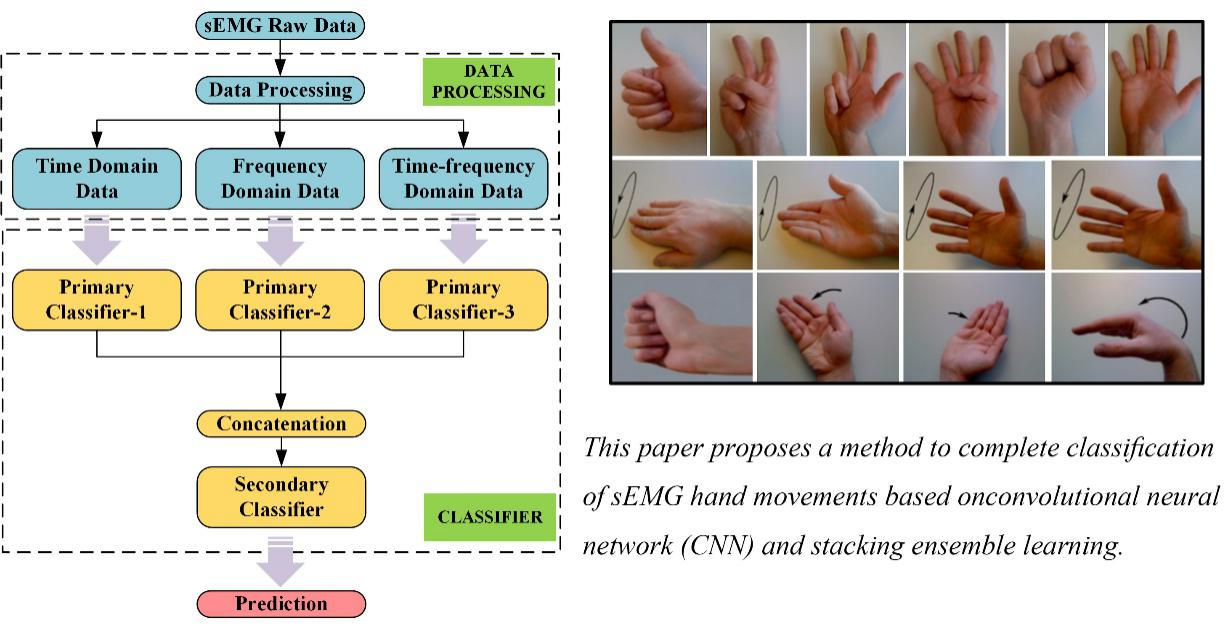 sEMG Raw Data
DATA
PROCESSING
Data Processing
Time Domain
Data
Frequency
Domain Data
Time-frequency
Domain Data
Primary
Classifier-1
Primary
Classifier-2
Primary
Classifier-3
Concatenation
Secondary
Classifier
CLASSIFIER
Prediction
This paper proposes a method to complete classification
of sEMG hand movements based onconvolutional neural
network (CNN) and stacking ensemble learning.